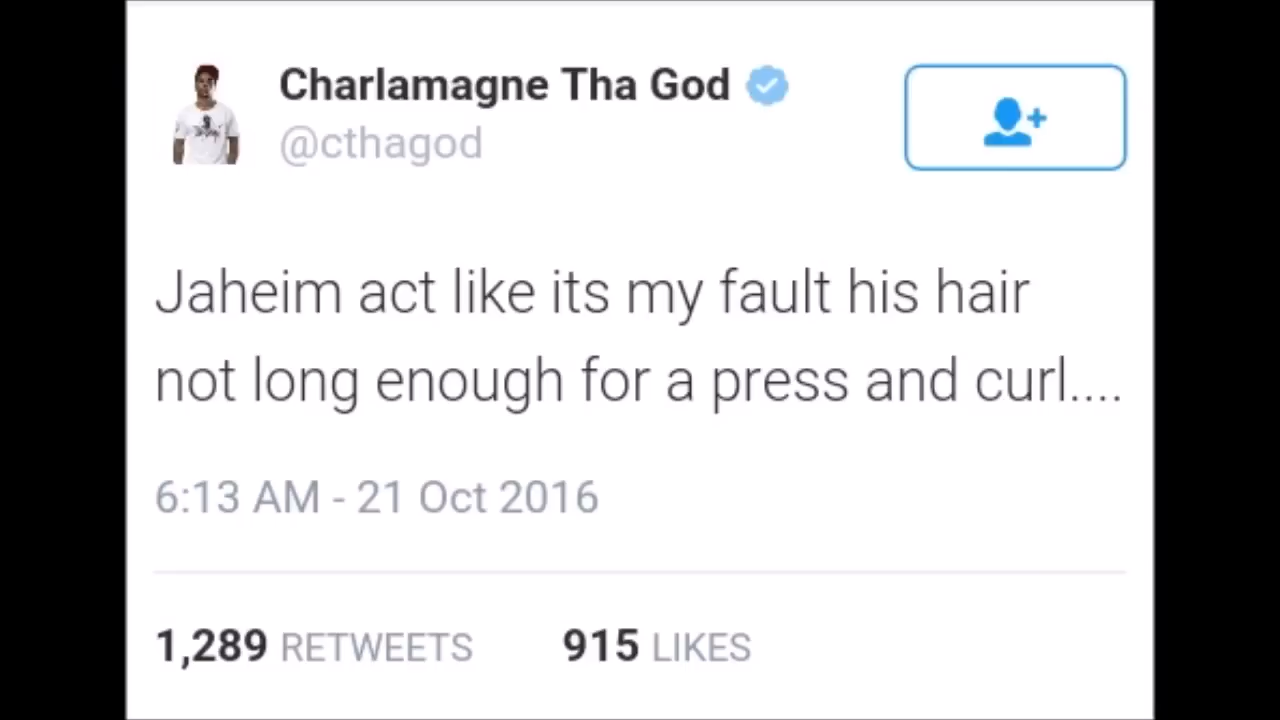 Charlamagne Tha God
@cthagod
Jaheim act like its my fault his hair
not long enough for a press and curl....
6:13 AM - 21 Oct 2016
1,289 RETWEETS 915 LIKES